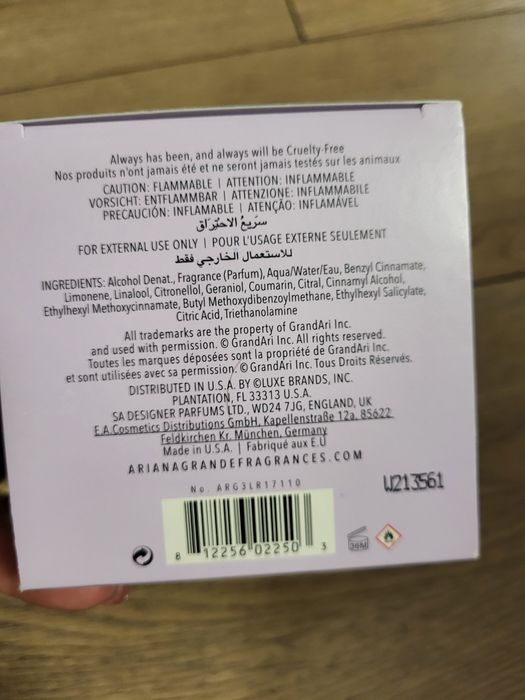 Always has been, and always will be Cruelty-Free
Nos produits n'ont jamais été et ne seront jamais testés sur les animaux
CAUTION: FLAMMABLE | ATTENTION: INFLAMMABLE
VORSICHT: ENTFLAMMBAR | ATTENZIONE: INFIAMMABILE
PRECAUCIÓN: INFLAMABLE | ATENÇÃO: INFLAMÁVEL
سَريعُ الاحتِرَاق
FOR EXTERNAL USE ONLY | POUR L'USAGE EXTERNE SEULEMENT
للاستعمال الخارجي فقط
INGREDIENTS: Alcohol Denat., Fragrance (Parfum), Aqua/Water/Eau, Benzyl Cinnamate,
Limonene, Linalool, Citronellol, Geraniol, Coumarin, Citral, Cinnamyl Alcohol,
Ethylhexyl Methoxycinnamate, Butyl Methoxydibenzoylmethane, Ethylhexyl Salicylate,
Citric Acid, Triethanolamine
All trademarks are the property of GrandAri Inc.
and used with permission. © GrandAri Inc. All rights reserved.
Toutes les marques déposées sont la propriété de GrandAri Inc.
et sont utilisées avec sa permission. © GrandAri Inc. Tous Droits Réservés.
DISTRIBUTED IN U.S.A. BY ©LUXE BRANDS, INC.
PLANTATION, FL 33313 U.S.A.
SA DESIGNER PARFUMS LTD., WD24 7JG, ENGLAND, UK
E.A.Cosmetics Distributions GmbH, Kapellenstraße 12a, 85622
Feldkirchen Kr. München, Germany
Made in U.S.A. | Fabriqué aux E.U
ARIANAGRANDEFRAGRANCES.COM
No. ARG3LR17110
W213561
8 12256 02250 3
36M